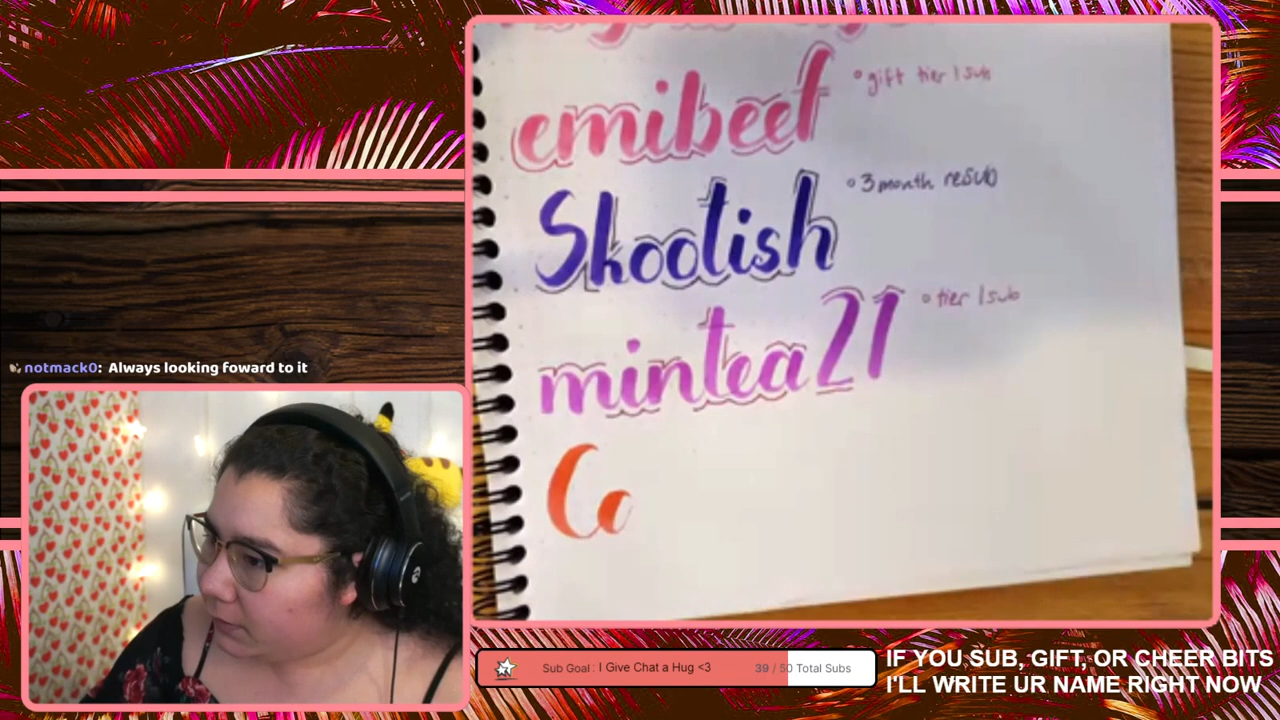 emibeef
°gift tier 1 sub
Skootish
°3 month resub
mintea21
°tier 1 sub
Co
notmack0: Always looking foward to it
Sub Goal : I Give Chat a Hug <3 39 / 50 Total Subs
IF YOU SUB, GIFT, OR CHEER BITS
I'LL WRITE UR NAME RIGHT NOW